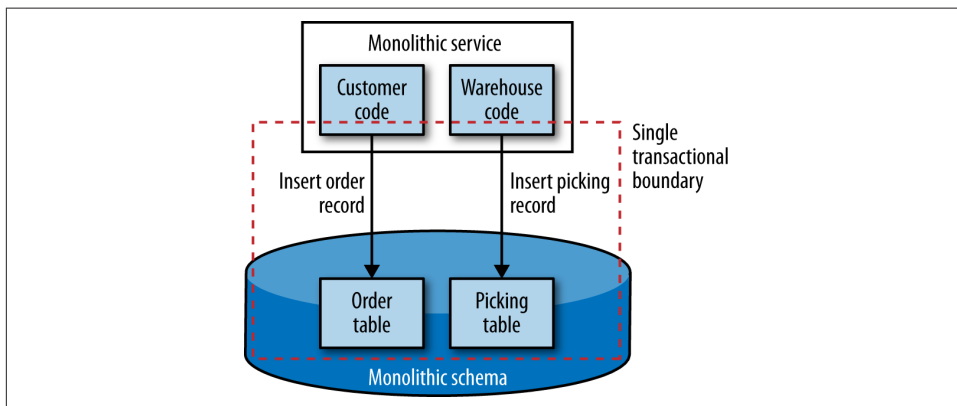 Monolithic service
Customer
code
Warehouse
code
Single
transactional
boundary
Insert order
record
Insert picking
record
Order
table
Picking
table
Monolithic schema